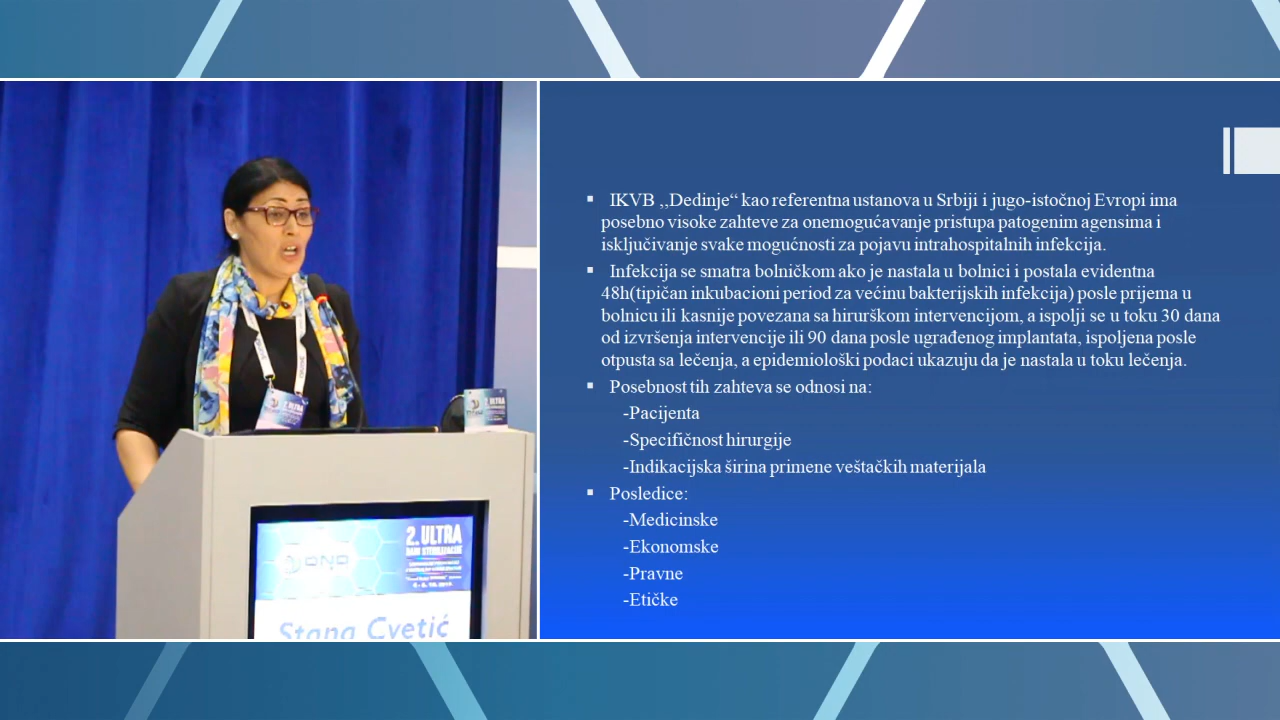 2. ULTRA
DANI STERILIZACIJE
DND
Stana Cvetić
▪ IKVB ,,Dedinje“ kao referentna ustanova u Srbiji i jugo-istočnoj Evropi ima
posebno visoke zahteve za onemogućavanje pristupa patogenim agensima i
isključivanje svake mogućnosti za pojavu intrahospitalnih infekcija.
▪ Infekcija se smatra bolničkom ako je nastala u bolnici i postala evidentna
48h(tipičan inkubacioni period za većinu bakterijskih infekcija) posle prijema u
bolnicu ili kasnije povezana sa hirurškom intervencijom, a ispolji se u toku 30 dana
od izvršenja intervencije ili 90 dana posle ugrađenog implantata, ispoljena posle
otpusta sa lečenja, a epidemiološki podaci ukazuju da je nastala u toku lečenja.
▪ Posebnost tih zahteva se odnosi na:
-Pacijenta
-Specifičnost hirurgije
-Indikacijska širina primene veštačkih materijala
▪ Posledice:
-Medicinske
-Ekonomske
-Pravne
-Etičke